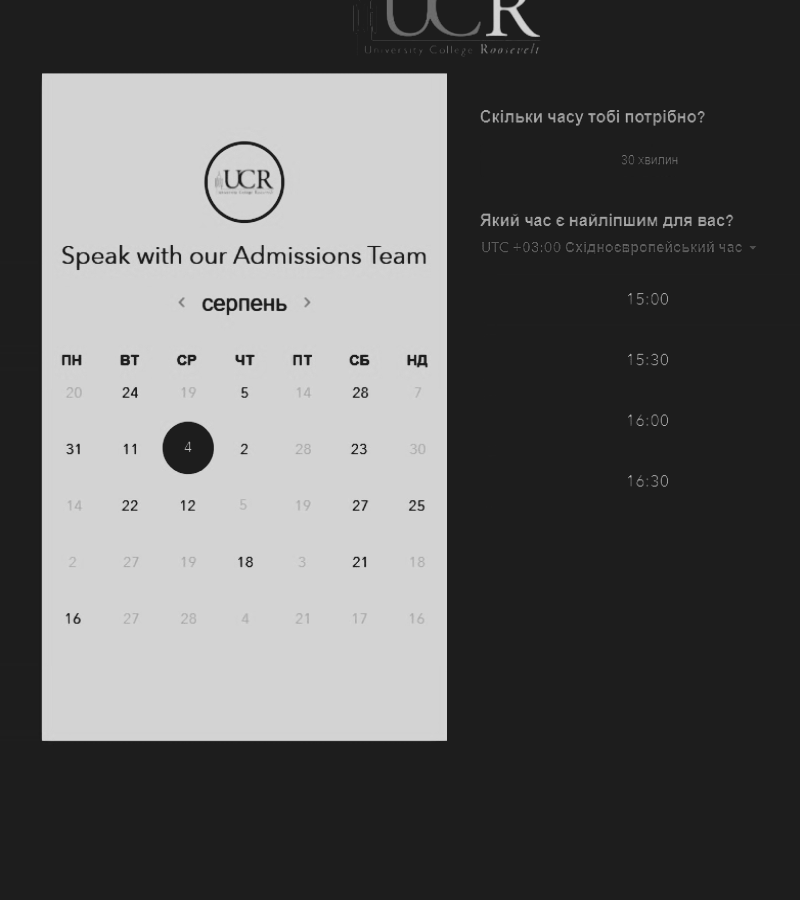 UCR
University College Roosevelt
UCR
University College Roosevelt
Speak with our Admissions Team
серпень
ПН ВТ СР ЧТ ПТ СБ НД
20 24 19 5 14 28 7
31 11 4 2 28 23 30
14 22 12 5 19 27 25
2 27 19 18 3 21 18
16 27 28 4 21 17 16
Скільки часу тобі потрібно?
30 хвилин
Який час є найліпшим для вас?
UTC +03:00 Східноєвропейський час
15:00
15:30
16:00
16:30